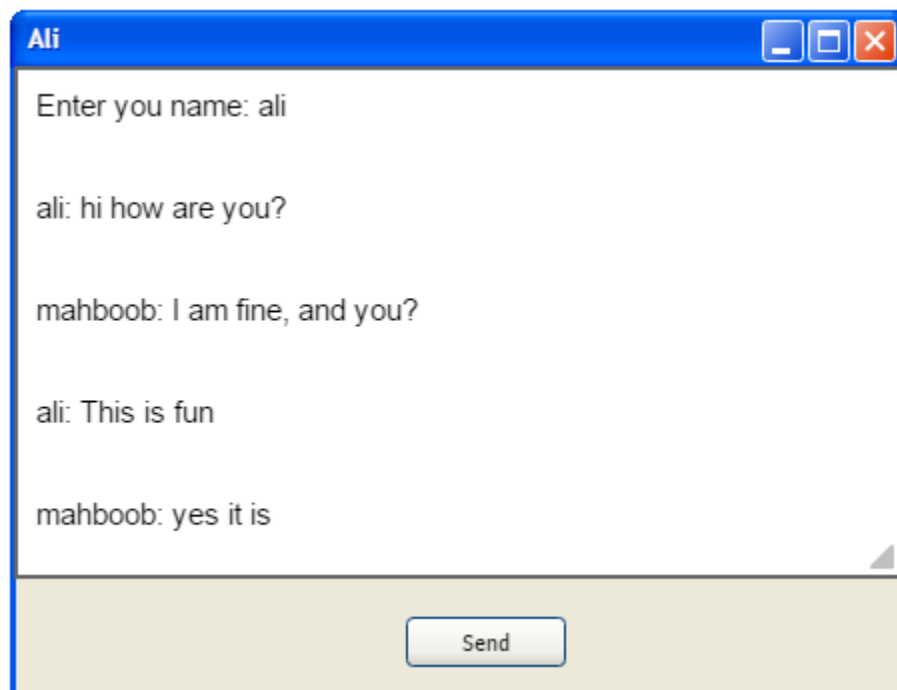 Ali
Enter you name: ali
ali: hi how are you?
mahboob: I am fine, and you?
ali: This is fun
mahboob: yes it is
Send